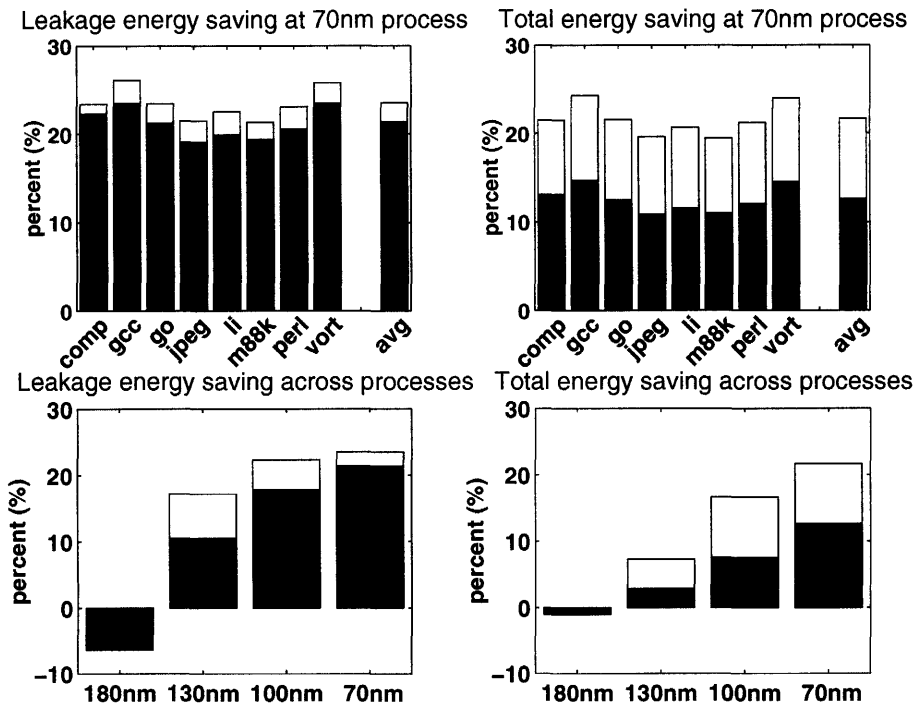 Leakage energy saving at 70nm process
percent (%)
30
20
10
0
comp gcc go jpeg li m88k perl vort avg
Total energy saving at 70nm process
percent (%)
30
20
10
0
comp gcc go jpeg li m88k perl vort avg
Leakage energy saving across processes
percent (%)
30
20
10
0
−10
180nm 130nm 100nm 70nm
Total energy saving across processes
percent (%)
30
20
10
0
−10
180nm 130nm 100nm 70nm